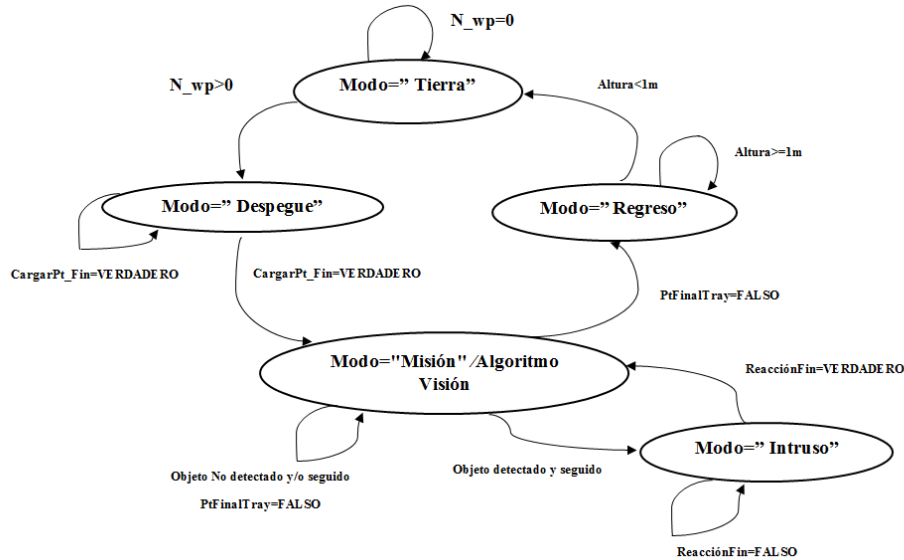 N_wp=0
Modo=” Tierra”
N_wp>0
Altura<1m
Altura>=1m
Modo=” Despegue”
Modo=” Regreso”
CargarPt_Fin=VERDADERO
CargarPt_Fin=VERDADERO
PtFinalTray=FALSO
Modo="Misión" /Algoritmo
Visión
ReacciónFin=VERDADERO
Modo=” Intruso”
Objeto No detectado y/o seguido
Objeto detectado y seguido
PtFinalTray=FALSO
ReacciónFin=FALSO